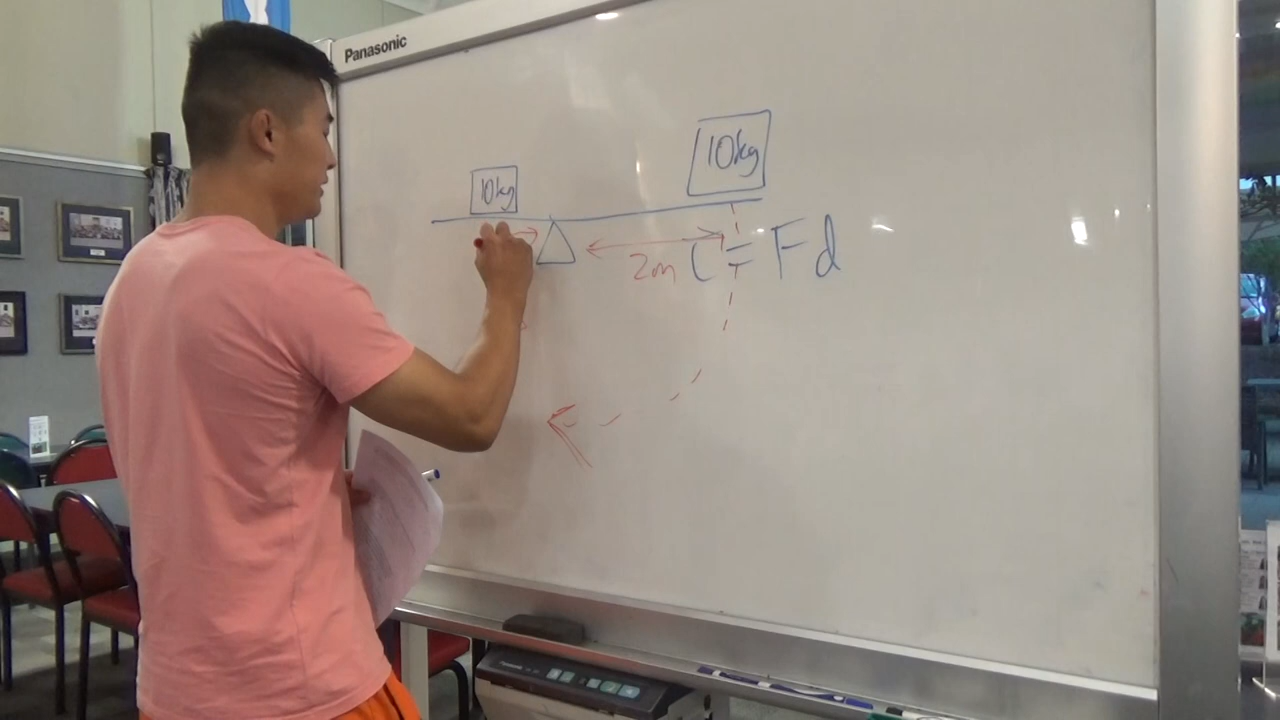 Panasonic
10kg
10kg
2m
τ = Fd